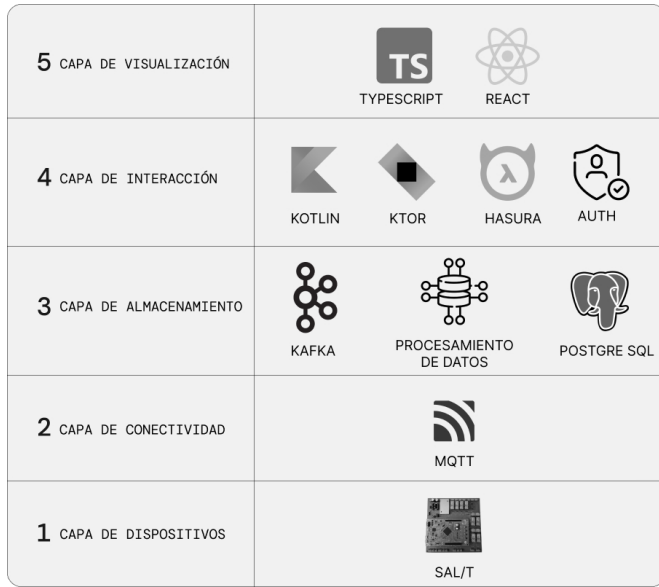 5 CAPA DE VISUALIZACIÓN
TS
TYPESCRIPT
REACT
4 CAPA DE INTERACCIÓN
λ
KOTLIN
KTOR
HASURA
AUTH
3 CAPA DE ALMACENAMIENTO
KAFKA
PROCESAMIENTO
DE DATOS
POSTGRE SQL
2 CAPA DE CONECTIVIDAD
MQTT
1 CAPA DE DISPOSITIVOS
SAL/T